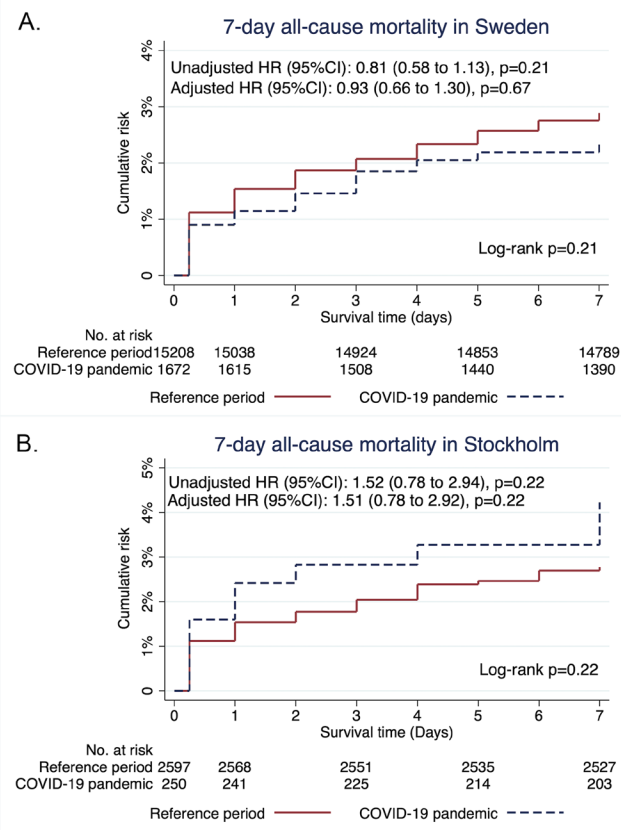 A.
7-day all-cause mortality in Sweden
Unadjusted HR (95%CI): 0.81 (0.58 to 1.13), p=0.21
Adjusted HR (95%CI): 0.93 (0.66 to 1.30), p=0.67
Cumulative risk
4%
3%
2%
1%
0
Log-rank p=0.21
0 1 2 3 4 5 6 7
Survival time (days)
No. at risk
Reference period 15208 15038 14924 14853 14789
COVID-19 pandemic 1672 1615 1508 1440 1390
Reference period COVID-19 pandemic
B.
7-day all-cause mortality in Stockholm
Unadjusted HR (95%CI): 1.52 (0.78 to 2.94), p=0.22
Adjusted HR (95%CI): 1.51 (0.78 to 2.92), p=0.22
Cumulative risk
5%
4%
3%
2%
1%
0
Log-rank p=0.22
0 1 2 3 4 5 6 7
Survival time (Days)
No. at risk
Reference period 2597 2568 2551 2535 2527
COVID-19 pandemic 250 241 225 214 203
Reference period COVID-19 pandemic